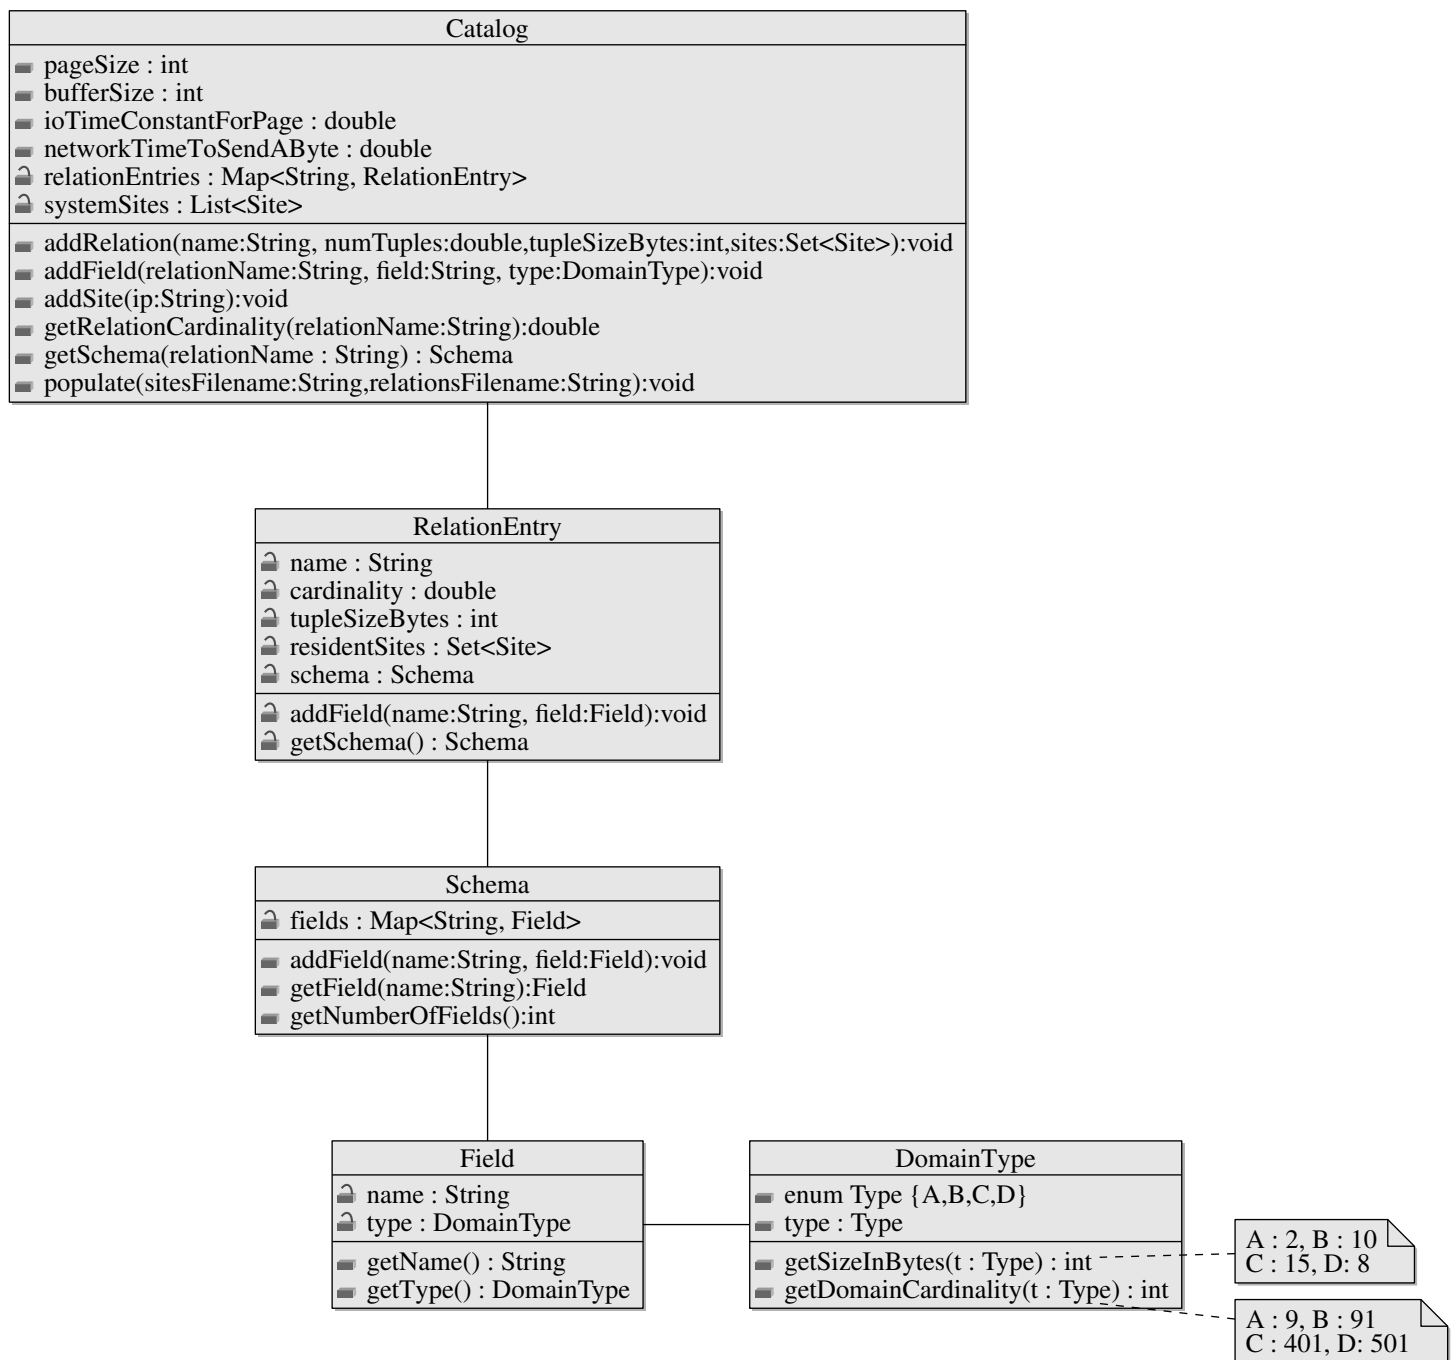 Catalog
pageSize : int
bufferSize : int
ioTimeConstantForPage : double
networkTimeToSendAByte : double
relationEntries : Map<String, RelationEntry>
systemSites : List<Site>
addRelation(name:String, numTuples:double,tupleSizeBytes:int,sites:Set<Site>):void
addField(relationName:String, field:String, type:DomainType):void
addSite(ip:String):void
getRelationCardinality(relationName:String):double
getSchema(relationName : String) : Schema
populate(sitesFilename:String,relationsFilename:String):void
RelationEntry
name : String
cardinality : double
tupleSizeBytes : int
residentSites : Set<Site>
schema : Schema
addField(name:String, field:Field):void
getSchema() : Schema
Schema
fields : Map<String, Field>
addField(name:String, field:Field):void
getField(name:String):Field
getNumberOfFields():int
Field
name : String
type : DomainType
getName() : String
getType() : DomainType
DomainType
enum Type {A,B,C,D}
type : Type
getSizeInBytes(t : Type) : int
getDomainCardinality(t : Type) : int
A : 2, B : 10
C : 15, D: 8
A : 9, B : 91
C : 401, D: 501